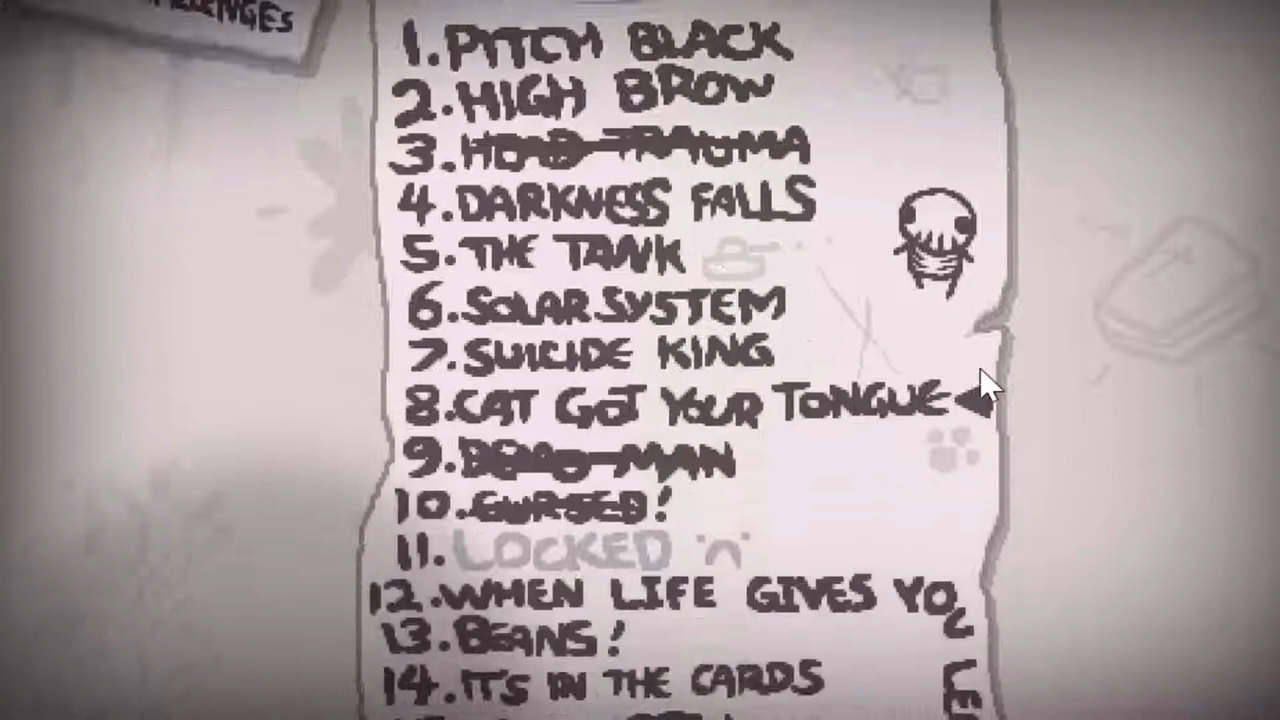 1. PITCH BLACK
2. HIGH BROW
3. HEAD TRAUMA
4. DARKNESS FALLS
5. THE TANK
6. SOLAR SYSTEM
7. SUICIDE KING
8. CAT GOT YOUR TONGUE
9. DEAD MAN
10. CURSED!
11. LOCKED
12. WHEN LIFE GIVES YOU LE
13. BEANS!
14. IT'S IN THE CARDS